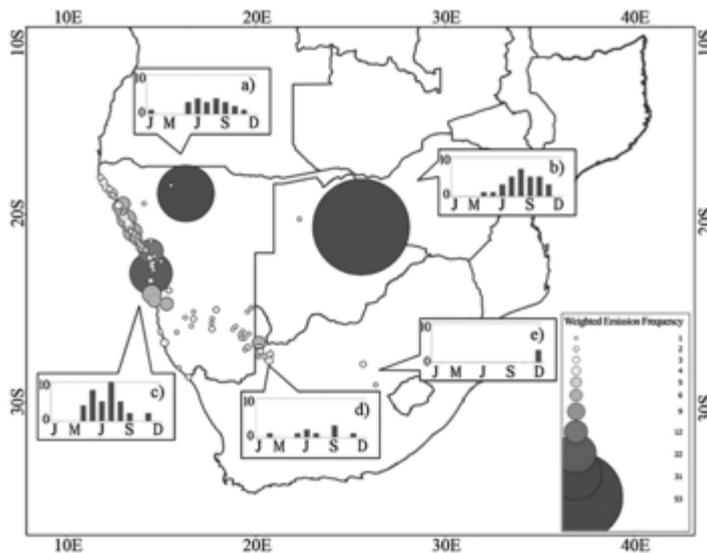 10E 20E 30E 40E
10S
10S
20S
20S
30S
30S
10E 20E 30E 40E
a)
10
0
J M J S D
b)
10
0
J M J S D
c)
10
0
J M J S D
d)
10
0
J M J S D
e)
10
0
J M J S D
Weighted Emission Frequency
1
2
3
4
5
6
9
12
22
31
53